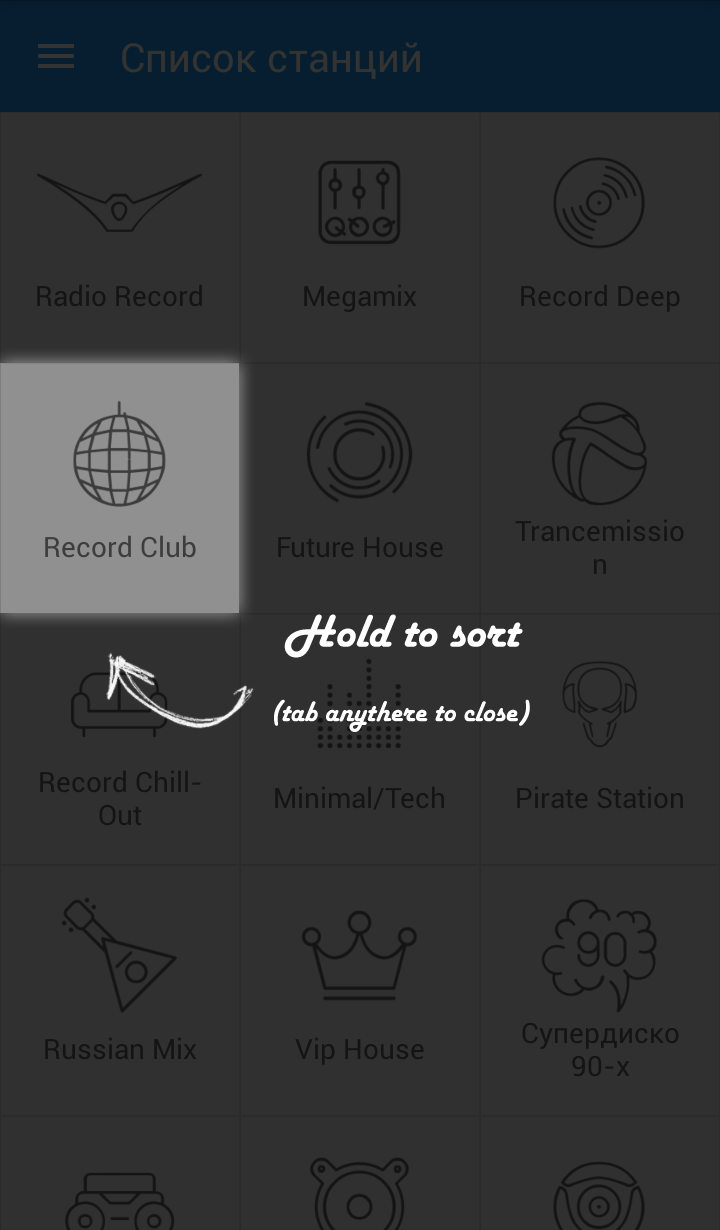 Список станций
Radio Record
Megamix
Record Deep
Record Club
Future House
Trancemissio
n
Hold to sort
(tab anythere to close)
Record Chill-
Out
Minimal/Tech
Pirate Station
Russian Mix
Vip House
90
Супердиско
90-х